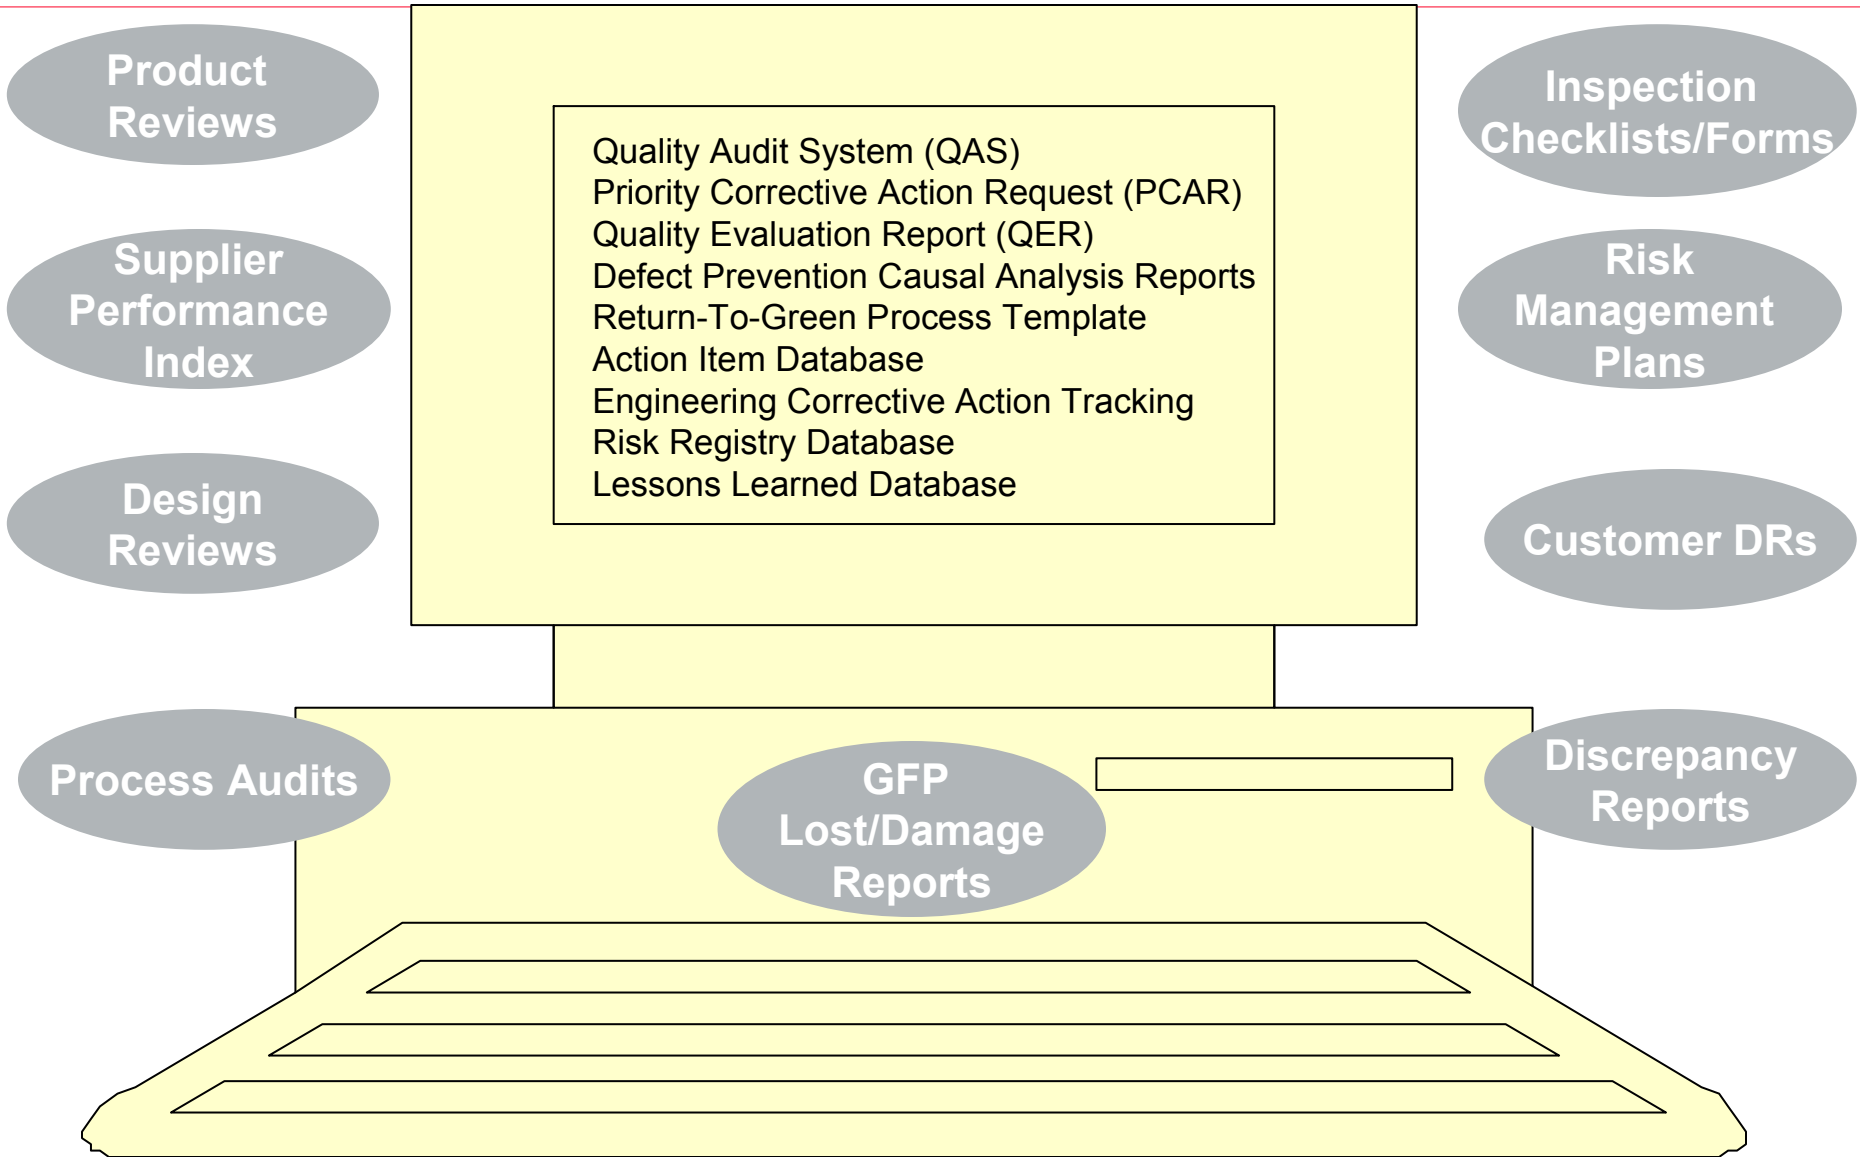 Product
Reviews
Supplier
Performance
Index
Design
Reviews
Process Audits
Quality Audit System (QAS)
Priority Corrective Action Request (PCAR)
Quality Evaluation Report (QER)
Defect Prevention Causal Analysis Reports
Return-To-Green Process Template
Action Item Database
Engineering Corrective Action Tracking
Risk Registry Database
Lessons Learned Database
GFP
Lost/Damage
Reports
Inspection
Checklists/Forms
Risk
Management
Plans
Customer DRs
Discrepancy
Reports